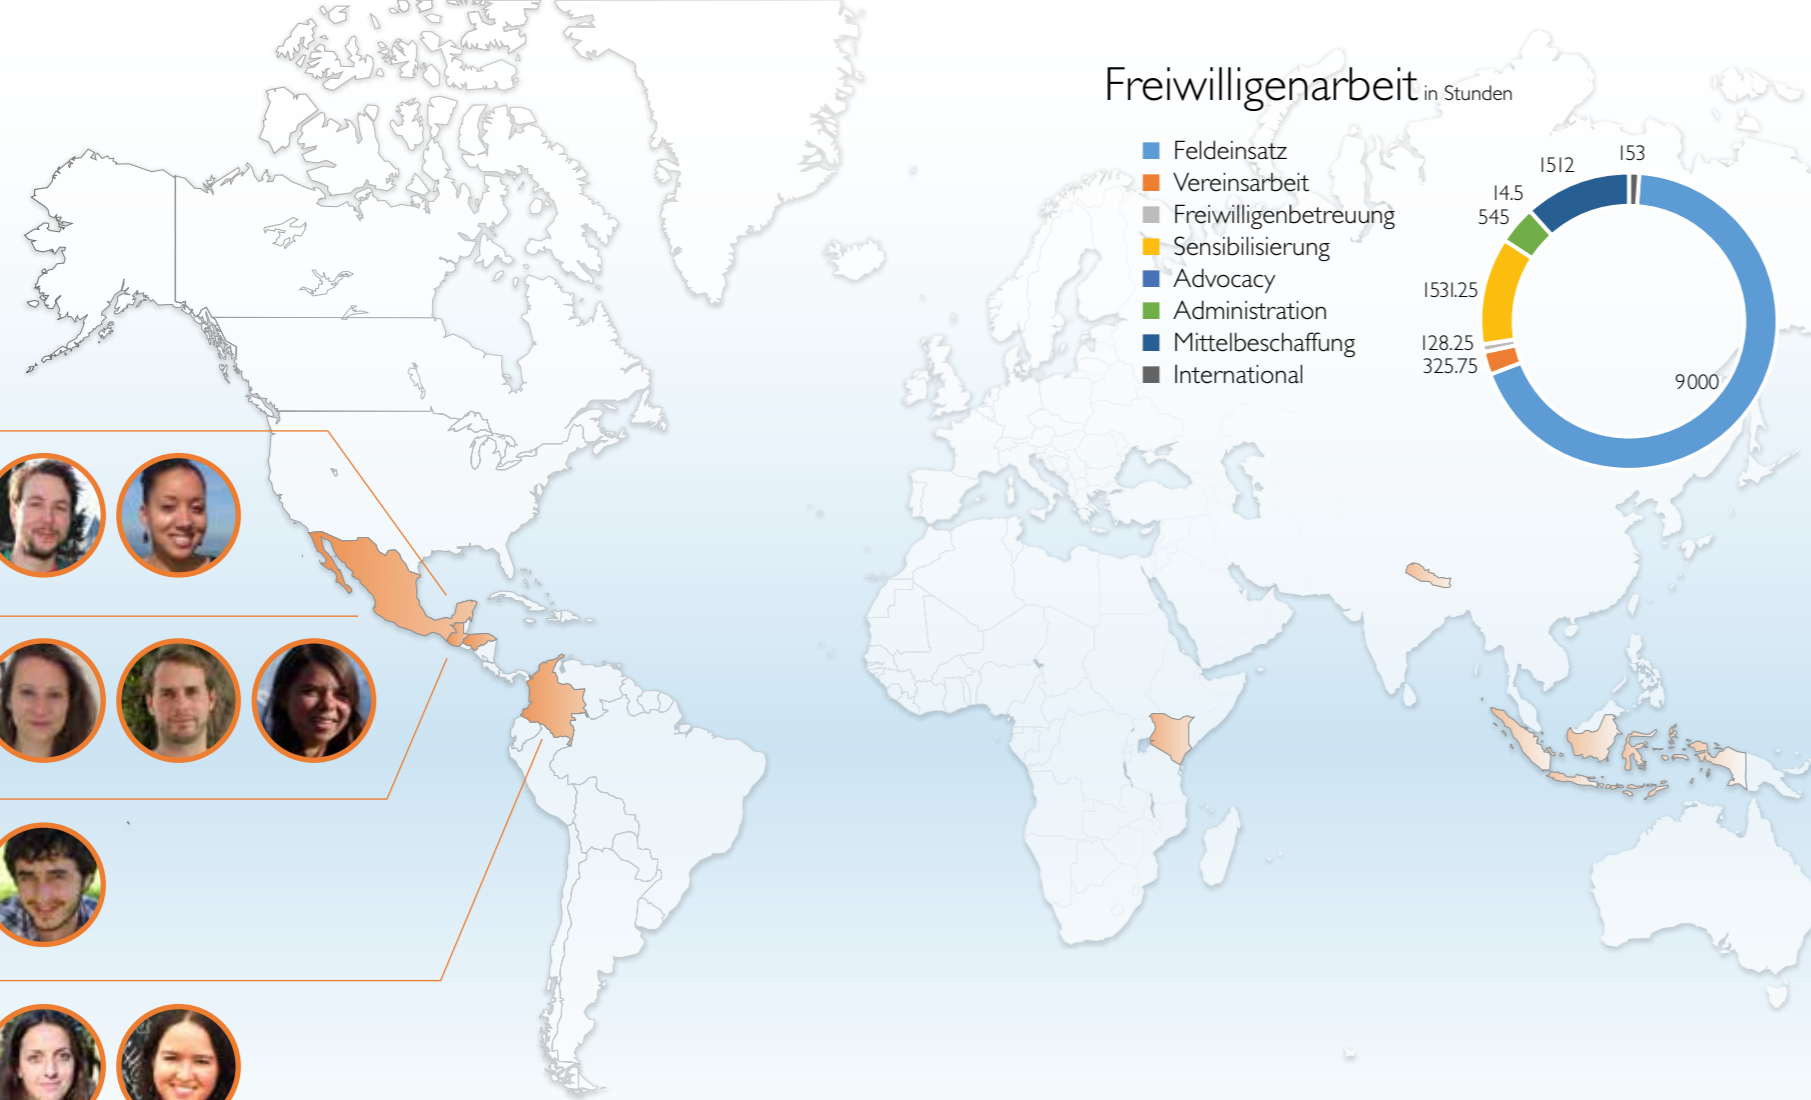 Freiwilligenarbeit in Stunden
Feldeinsatz
Vereinsarbeit
Freiwilligenbetreuung
Sensibilisierung
Advocacy
Administration
Mittelbeschaffung
International
153
1512
14.5
545
1531.25
128.25
325.75
9000